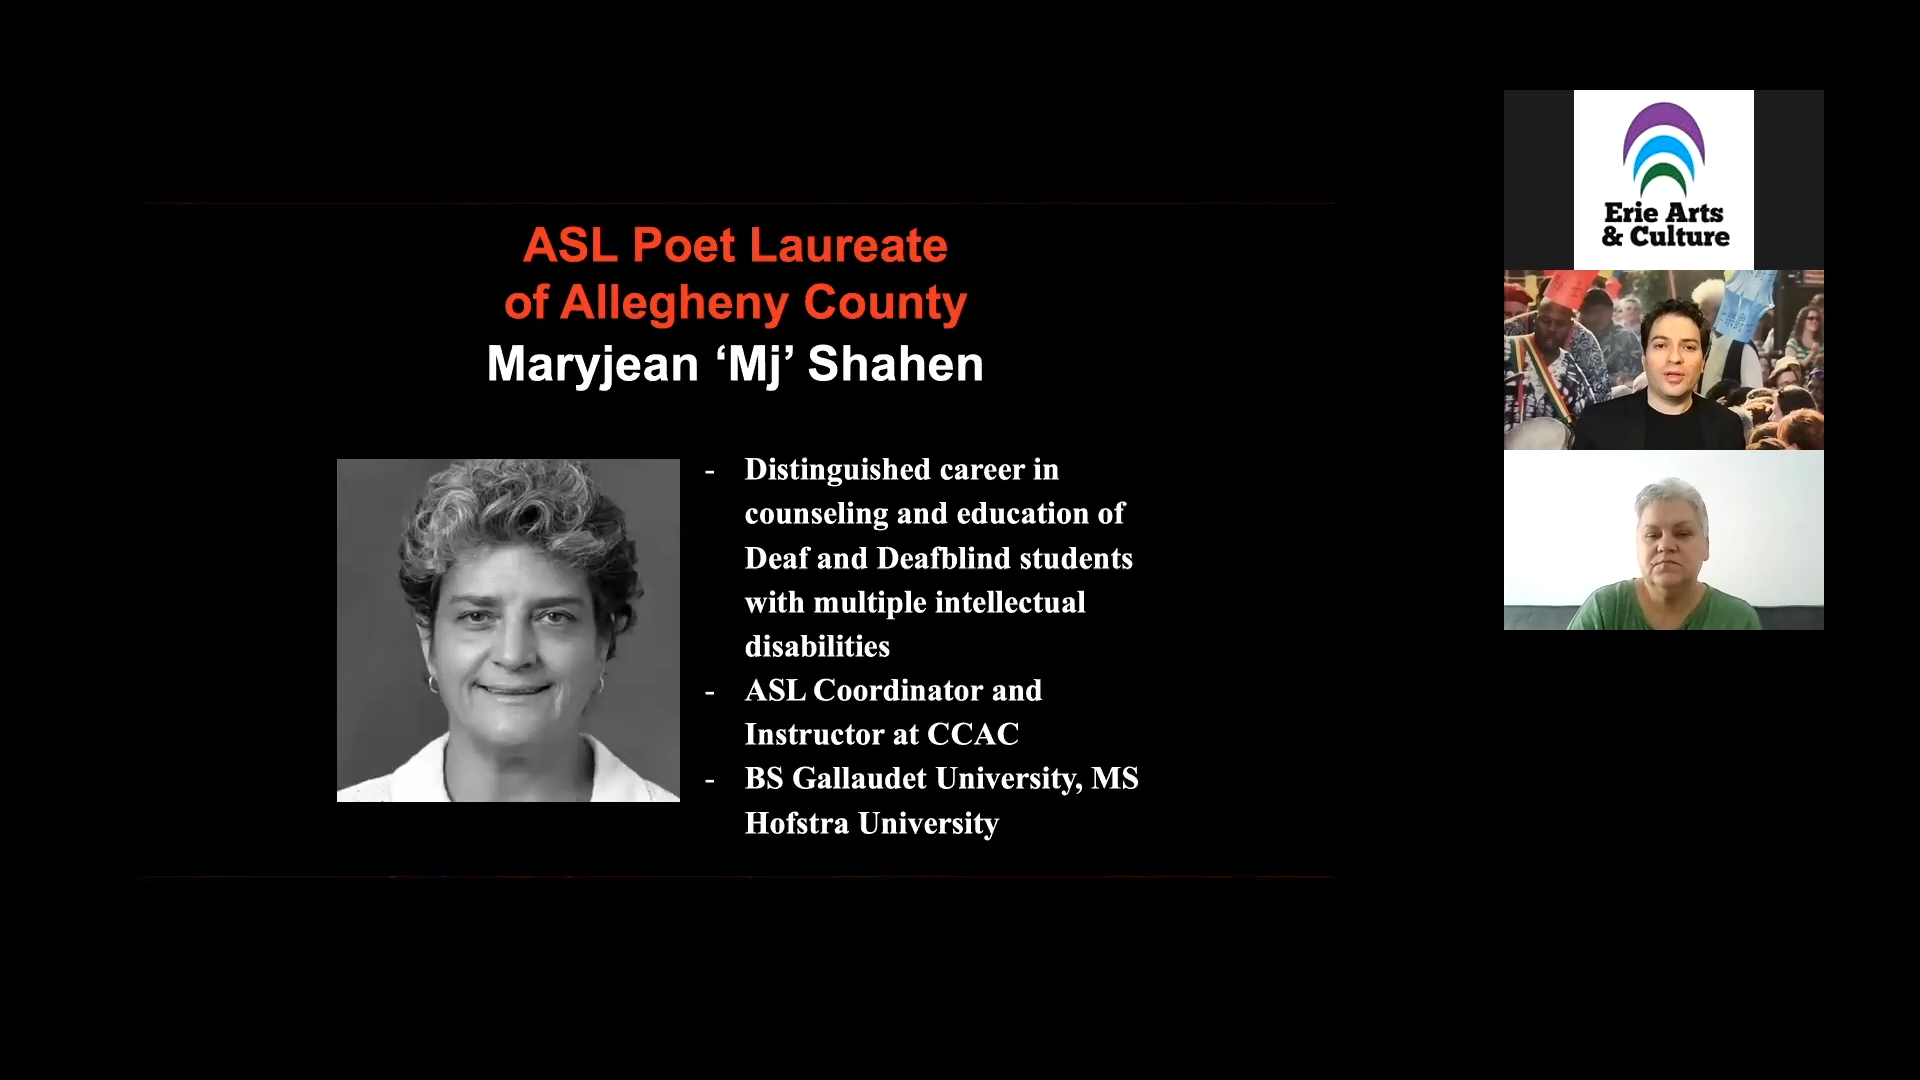 ASL Poet Laureate
of Allegheny County
Maryjean ‘Mj’ Shahen
- Distinguished career in
counseling and education of
Deaf and Deafblind students
with multiple intellectual
disabilities
- ASL Coordinator and
Instructor at CCAC
- BS Gallaudet University, MS
Hofstra University
Erie Arts
& Culture